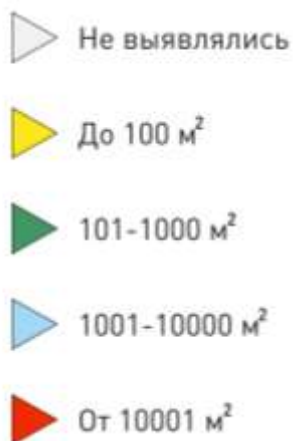 Не выявлялись
До 100 м²
101-1000 м²
1001-10000 м²
От 10001 м²